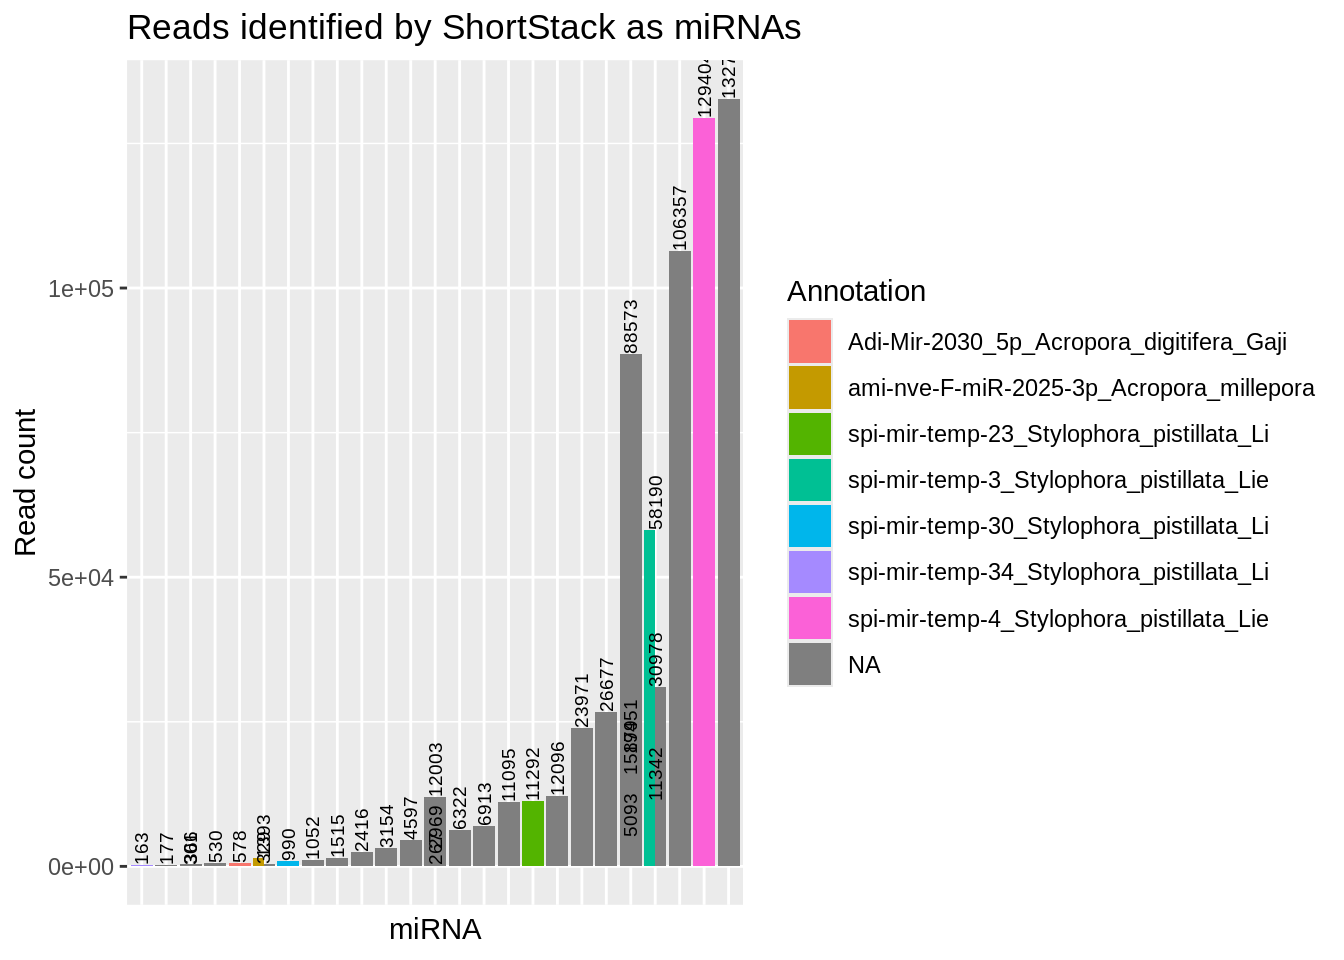 Reads identified by ShortStack as miRNAs
Read count
1e+05
5e+04
0e+00
163
177
530
578
990
1052
1515
2416
3154
4597
12003
6322
6913
11095
11292
12096
23971
26677
88573
5093
58190
30978
11342
106357
129404
1327
miRNA
Annotation
Adi-Mir-2030_5p_Acropora_digitifera_Gaji
ami-nve-F-miR-2025-3p_Acropora_millepora
spi-mir-temp-23_Stylophora_pistillata_Li
spi-mir-temp-3_Stylophora_pistillata_Lie
spi-mir-temp-30_Stylophora_pistillata_Li
spi-mir-temp-34_Stylophora_pistillata_Li
spi-mir-temp-4_Stylophora_pistillata_Lie
NA